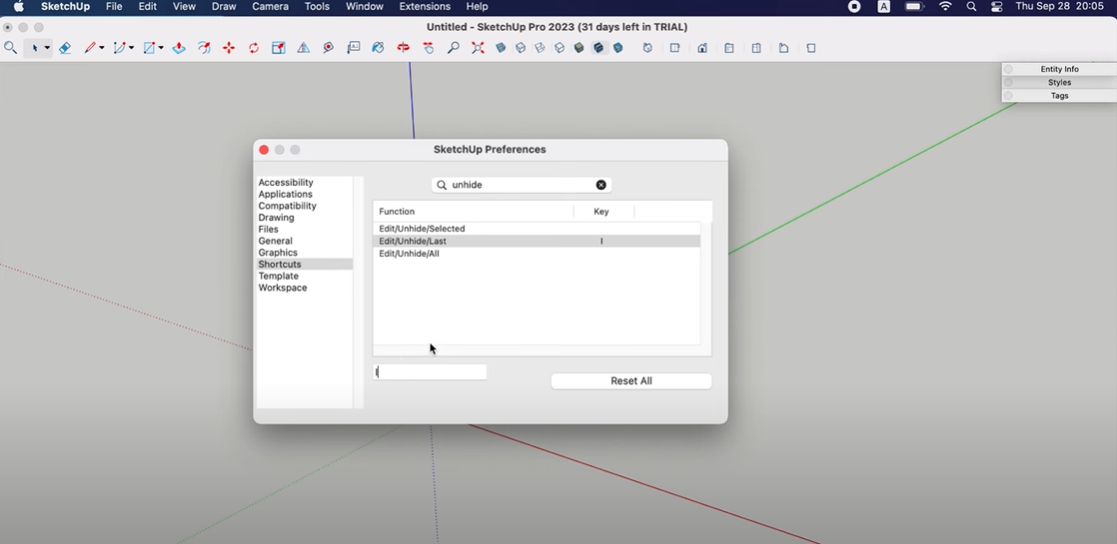 SketchUp File Edit View Draw Camera Tools Window Extensions Help A Thu Sep 28 20:05
Untitled - SketchUp Pro 2023 (31 days left in TRIAL)
Entity Info
Styles
Tags
SketchUp Preferences
unhide
Accessibility
Applications
Compatibility
Drawing
Files
General
Graphics
Shortcuts
Template
Workspace
Function Key
Edit/Unhide/Selected
Edit/Unhide/Last I
Edit/Unhide/All
I
Reset All